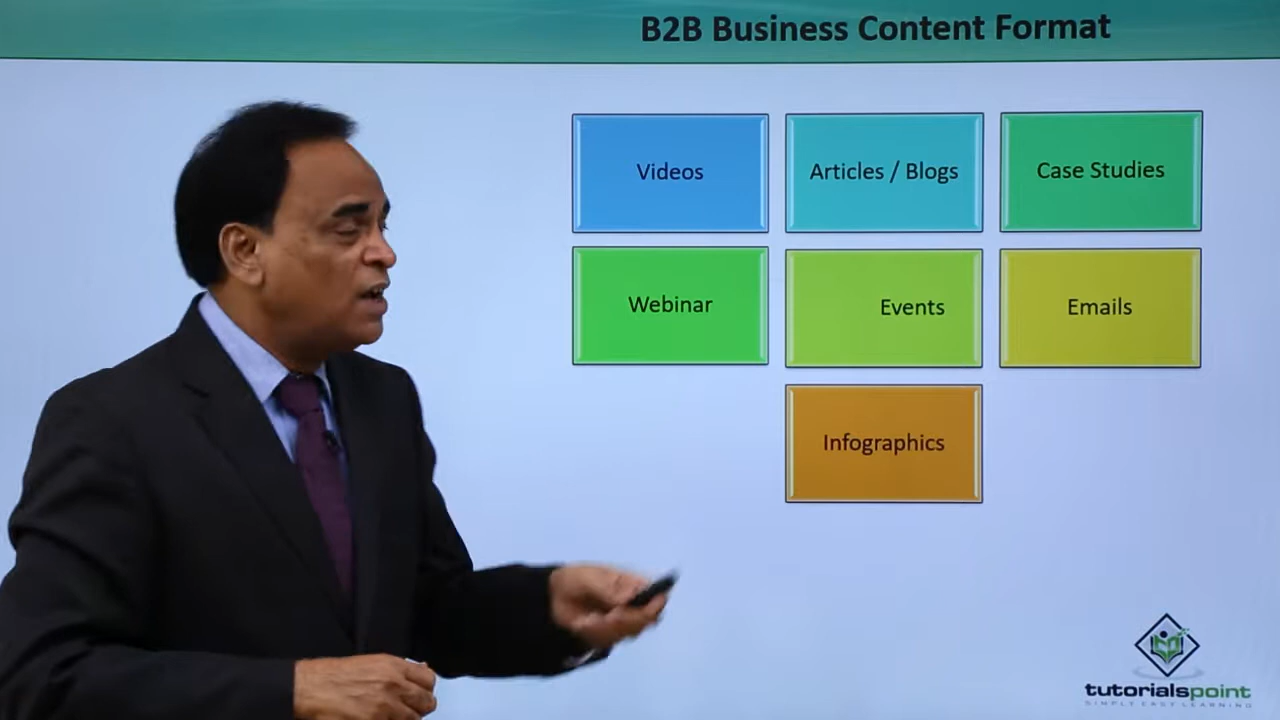 B2B Business Content Format
Videos
Articles / Blogs
Case Studies
Webinar
Events
Emails
Infographics
tutorialspoint
SIMPLY EASY LEARNING